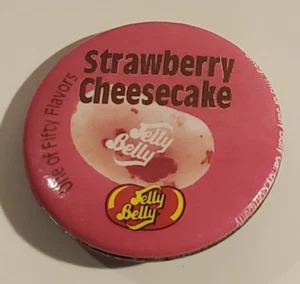 Strawberry
Cheesecake
One of Fifty Flavors
Jelly
Belly
Jelly
Belly